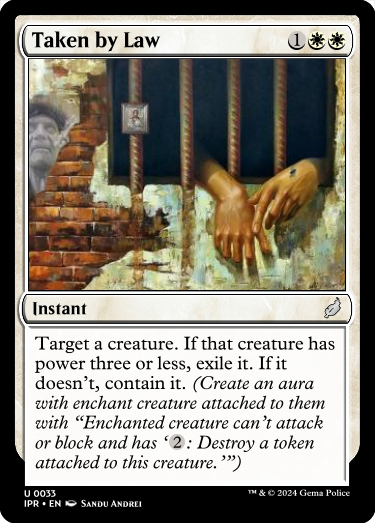 Taken by Law 1
Instant
Target a creature. If that creature has
power three or less, exile it. If it
doesn't, contain it. (Create an aura
with enchant creature attached to them
with “Enchanted creature can't attack
or block and has ‘2: Destroy a token
attached to this creature.’”)
U 0033
IPR • EN Sandu Andrei
™ & © 2024 Gema Police